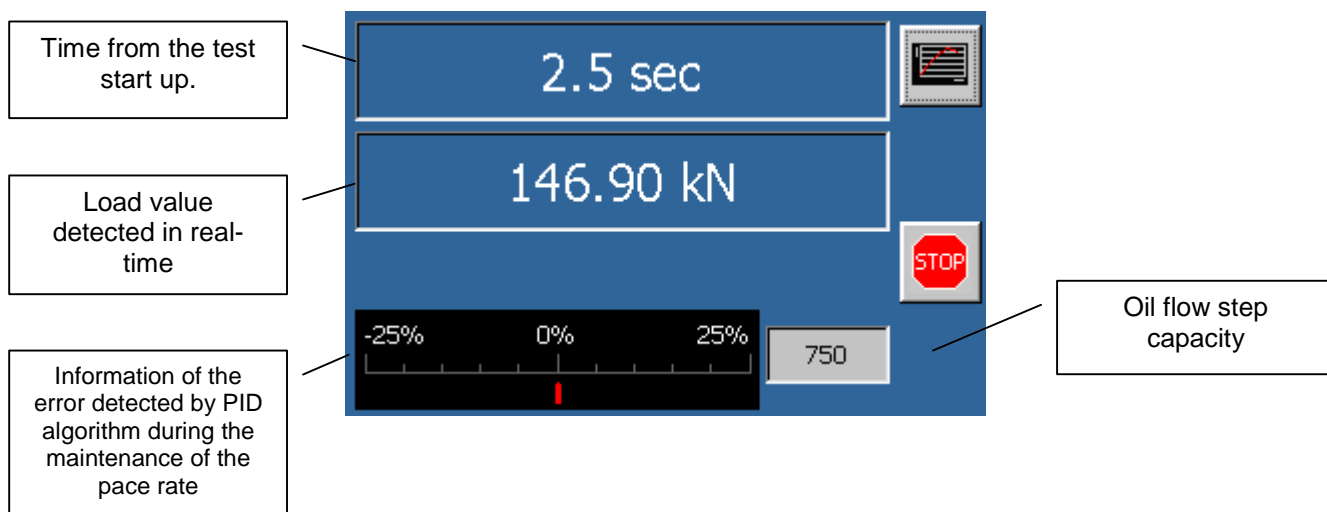 Time from the test
start up.
2.5 sec
Load value
detected in real-
time
146.90 kN
STOP
Oil flow step
capacity
-25% 0% 25%
750
Information of the
error detected by PID
algorithm during the
maintenance of the
pace rate